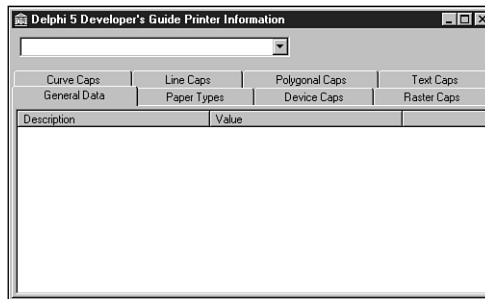 Delphi 5 Developer's Guide Printer Information
Curve Caps Line Caps Polygonal Caps Text Caps
General Data Paper Types Device Caps Raster Caps
Description Value